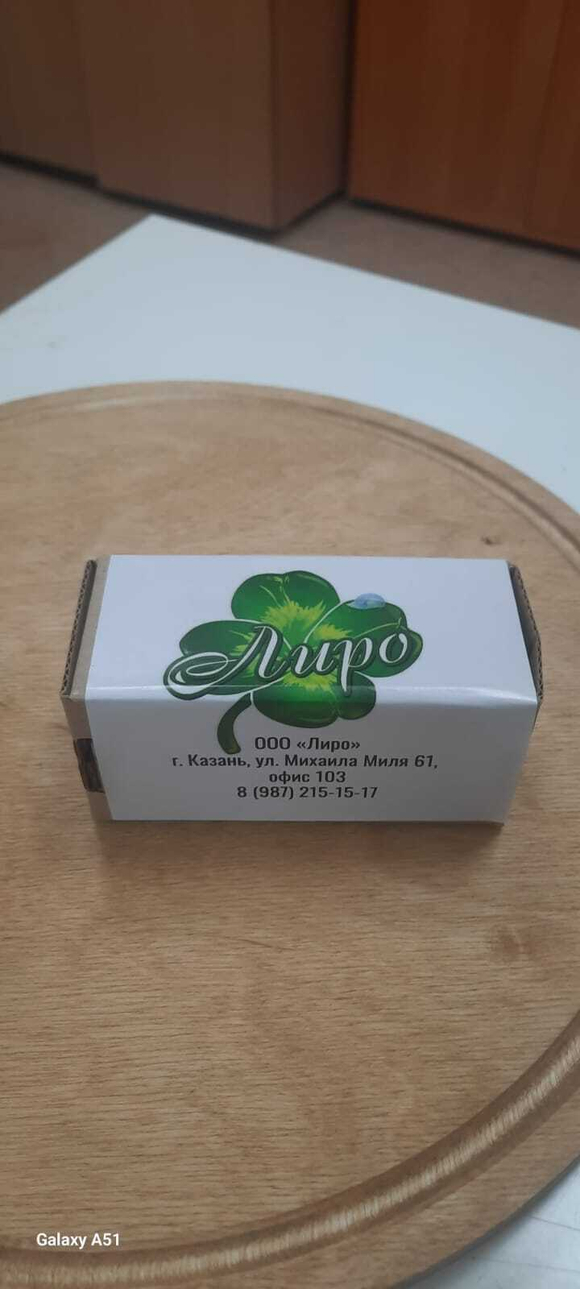 Лиро
ООО «Лиро»
г. Казань, ул. Михаила Миля 61,
офис 103
8 (987) 215-15-17
Galaxy A51